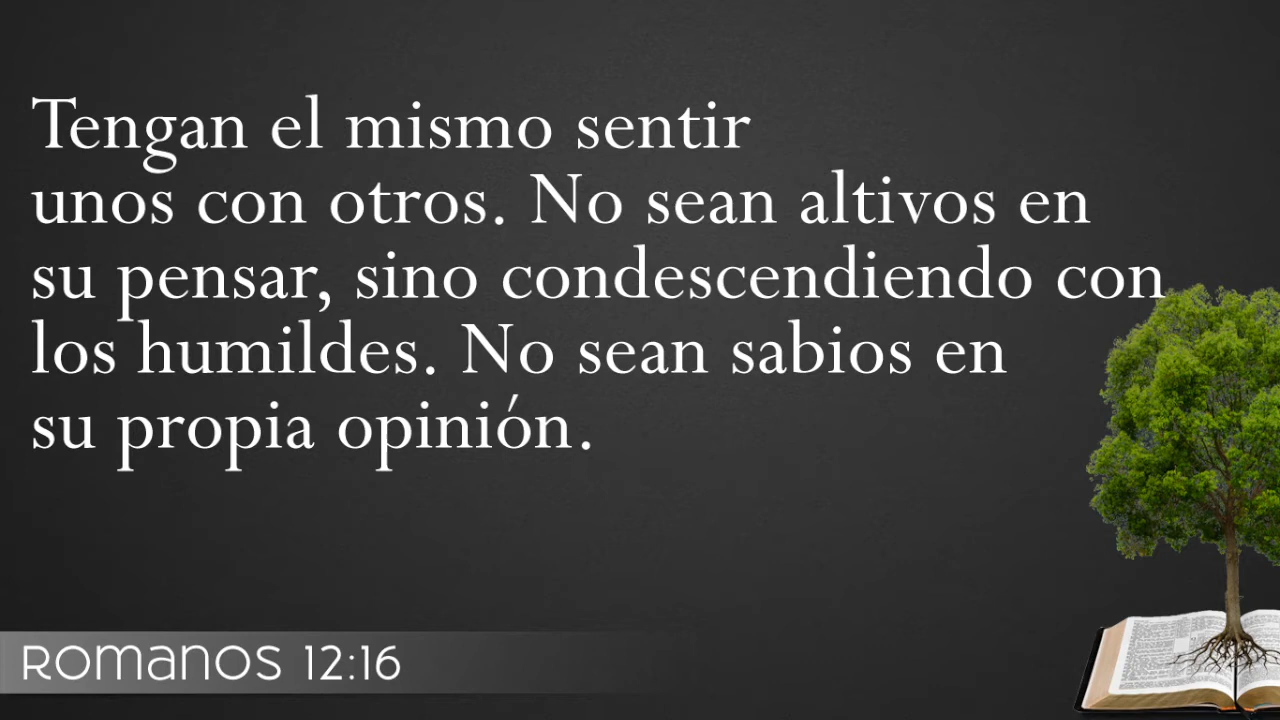 Tengan el mismo sentir
unos con otros. No sean altivos en
su pensar, sino condescendiendo con
los humildes. No sean sabios en
su propia opinión.
Romanos 12:16